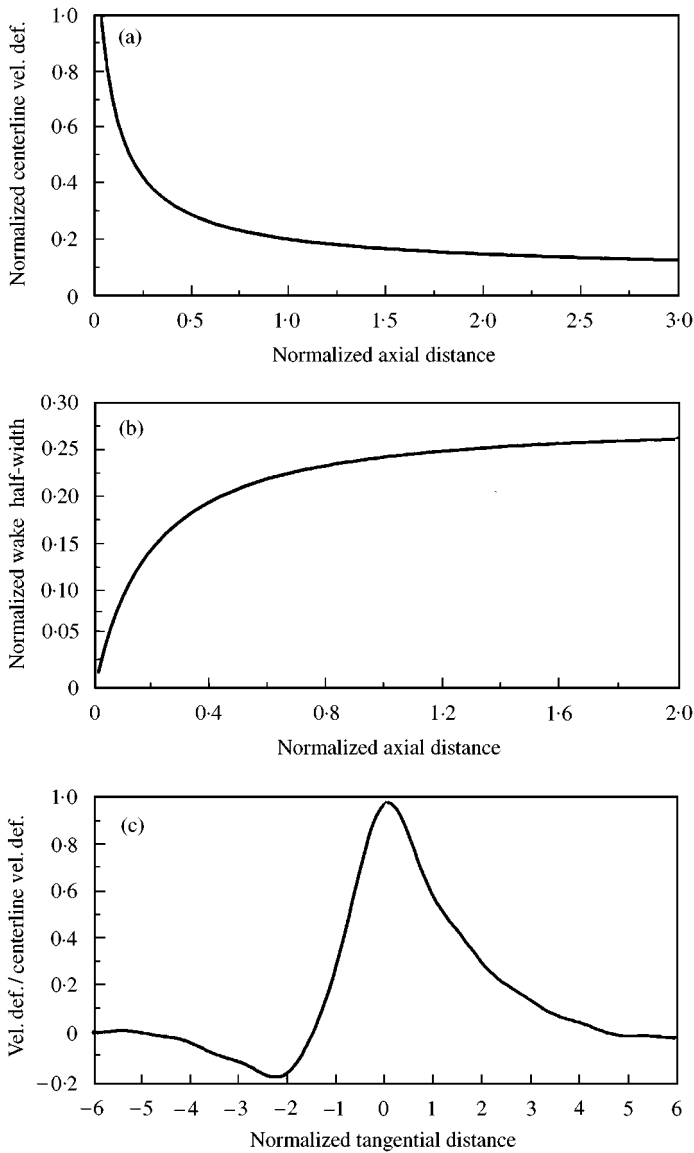 (a)
Normalized centerline vel. def.
1·0
0·8
0·6
0·4
0·2
0
0 0·5 1·0 1·5 2·0 2·5 3·0
Normalized axial distance
(b)
Normalized wake half-width
0·30
0·25
0·20
0·15
0·10
0·05
0
0 0·4 0·8 1·2 1·6 2·0
Normalized axial distance
(c)
Vel. def./ centerline vel. def.
1·0
0·8
0·6
0·4
0·2
0
−0·2
−6 −5 −4 −3 −2 −1 0 1 2 3 4 5 6
Normalized tangential distance